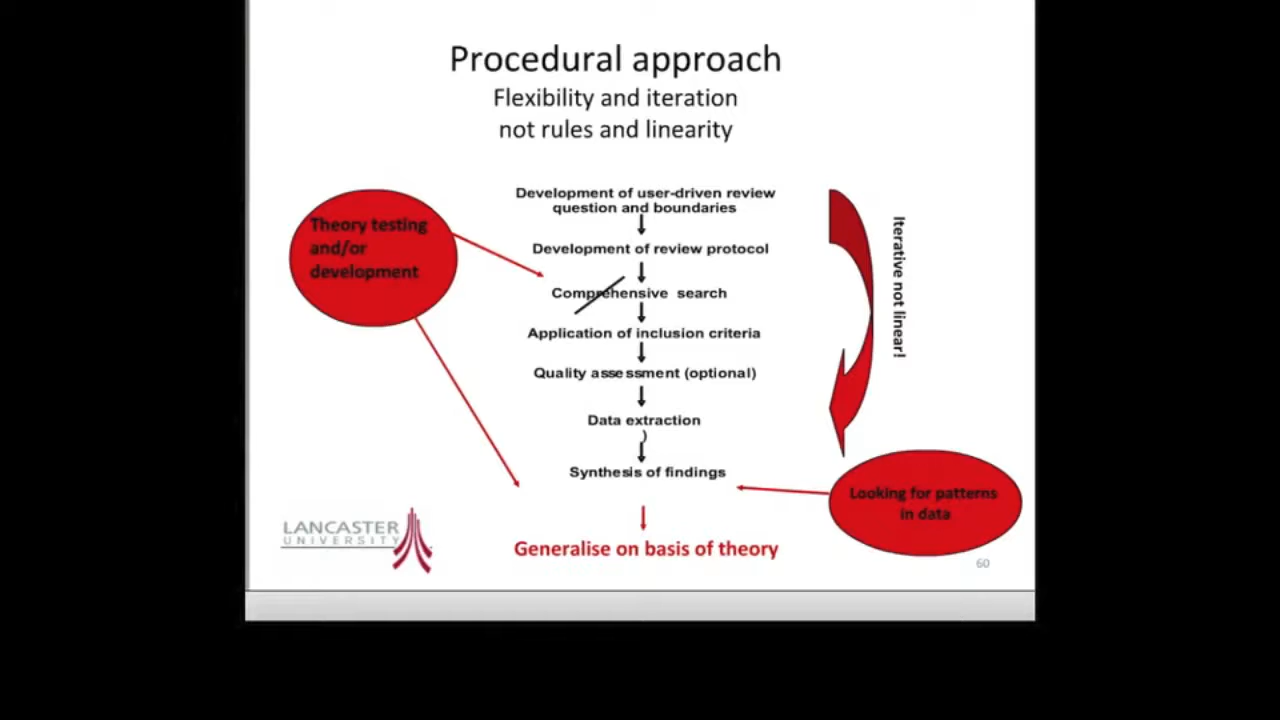 Procedural approach
Flexibility and iteration
not rules and linearity
Theory testing
and/or
development
Development of user-driven review
question and boundaries
Development of review protocol
Comprehensive search
Application of inclusion criteria
Quality assessment (optional)
Data extraction
)
Synthesis of findings
Generalise on basis of theory
Iterative not linear!
Looking for patterns
in data
LANCASTER
UNIVERSITY
60